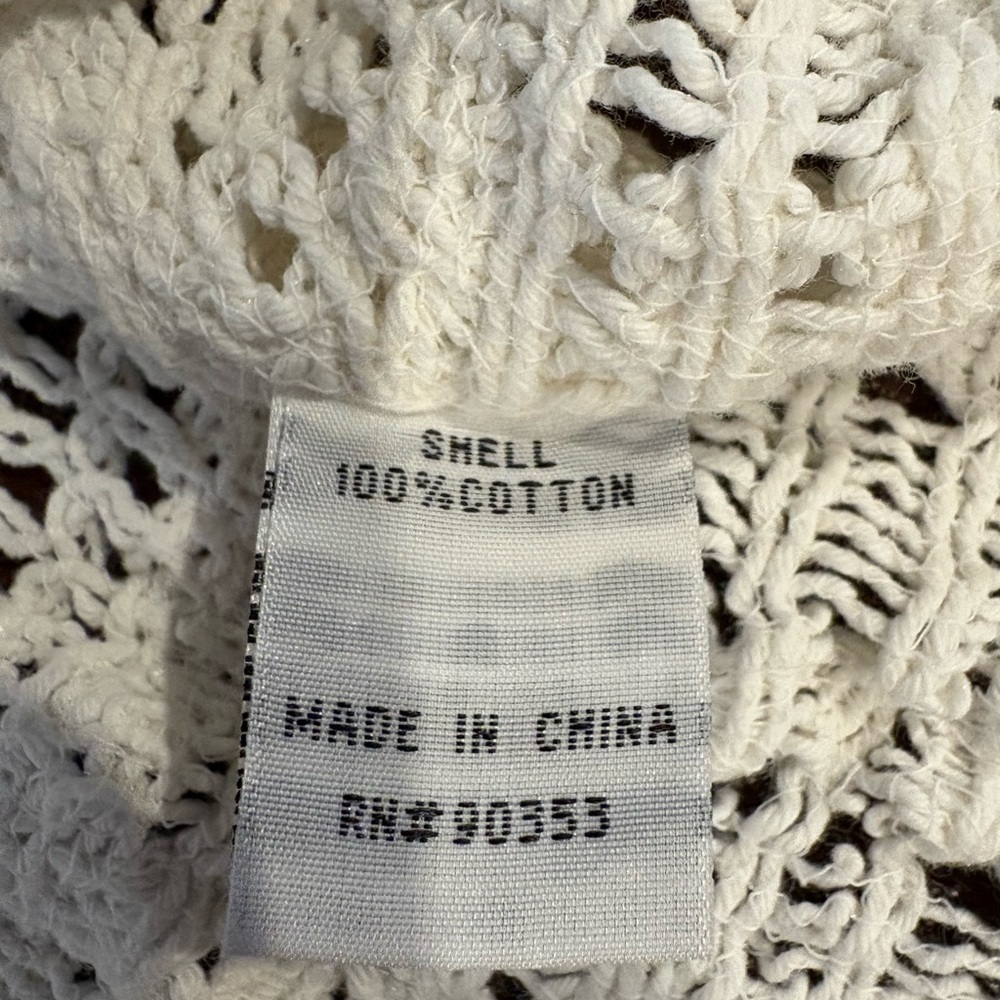 SHELL
100%COTTON
MADE IN CHINA
RN#90353